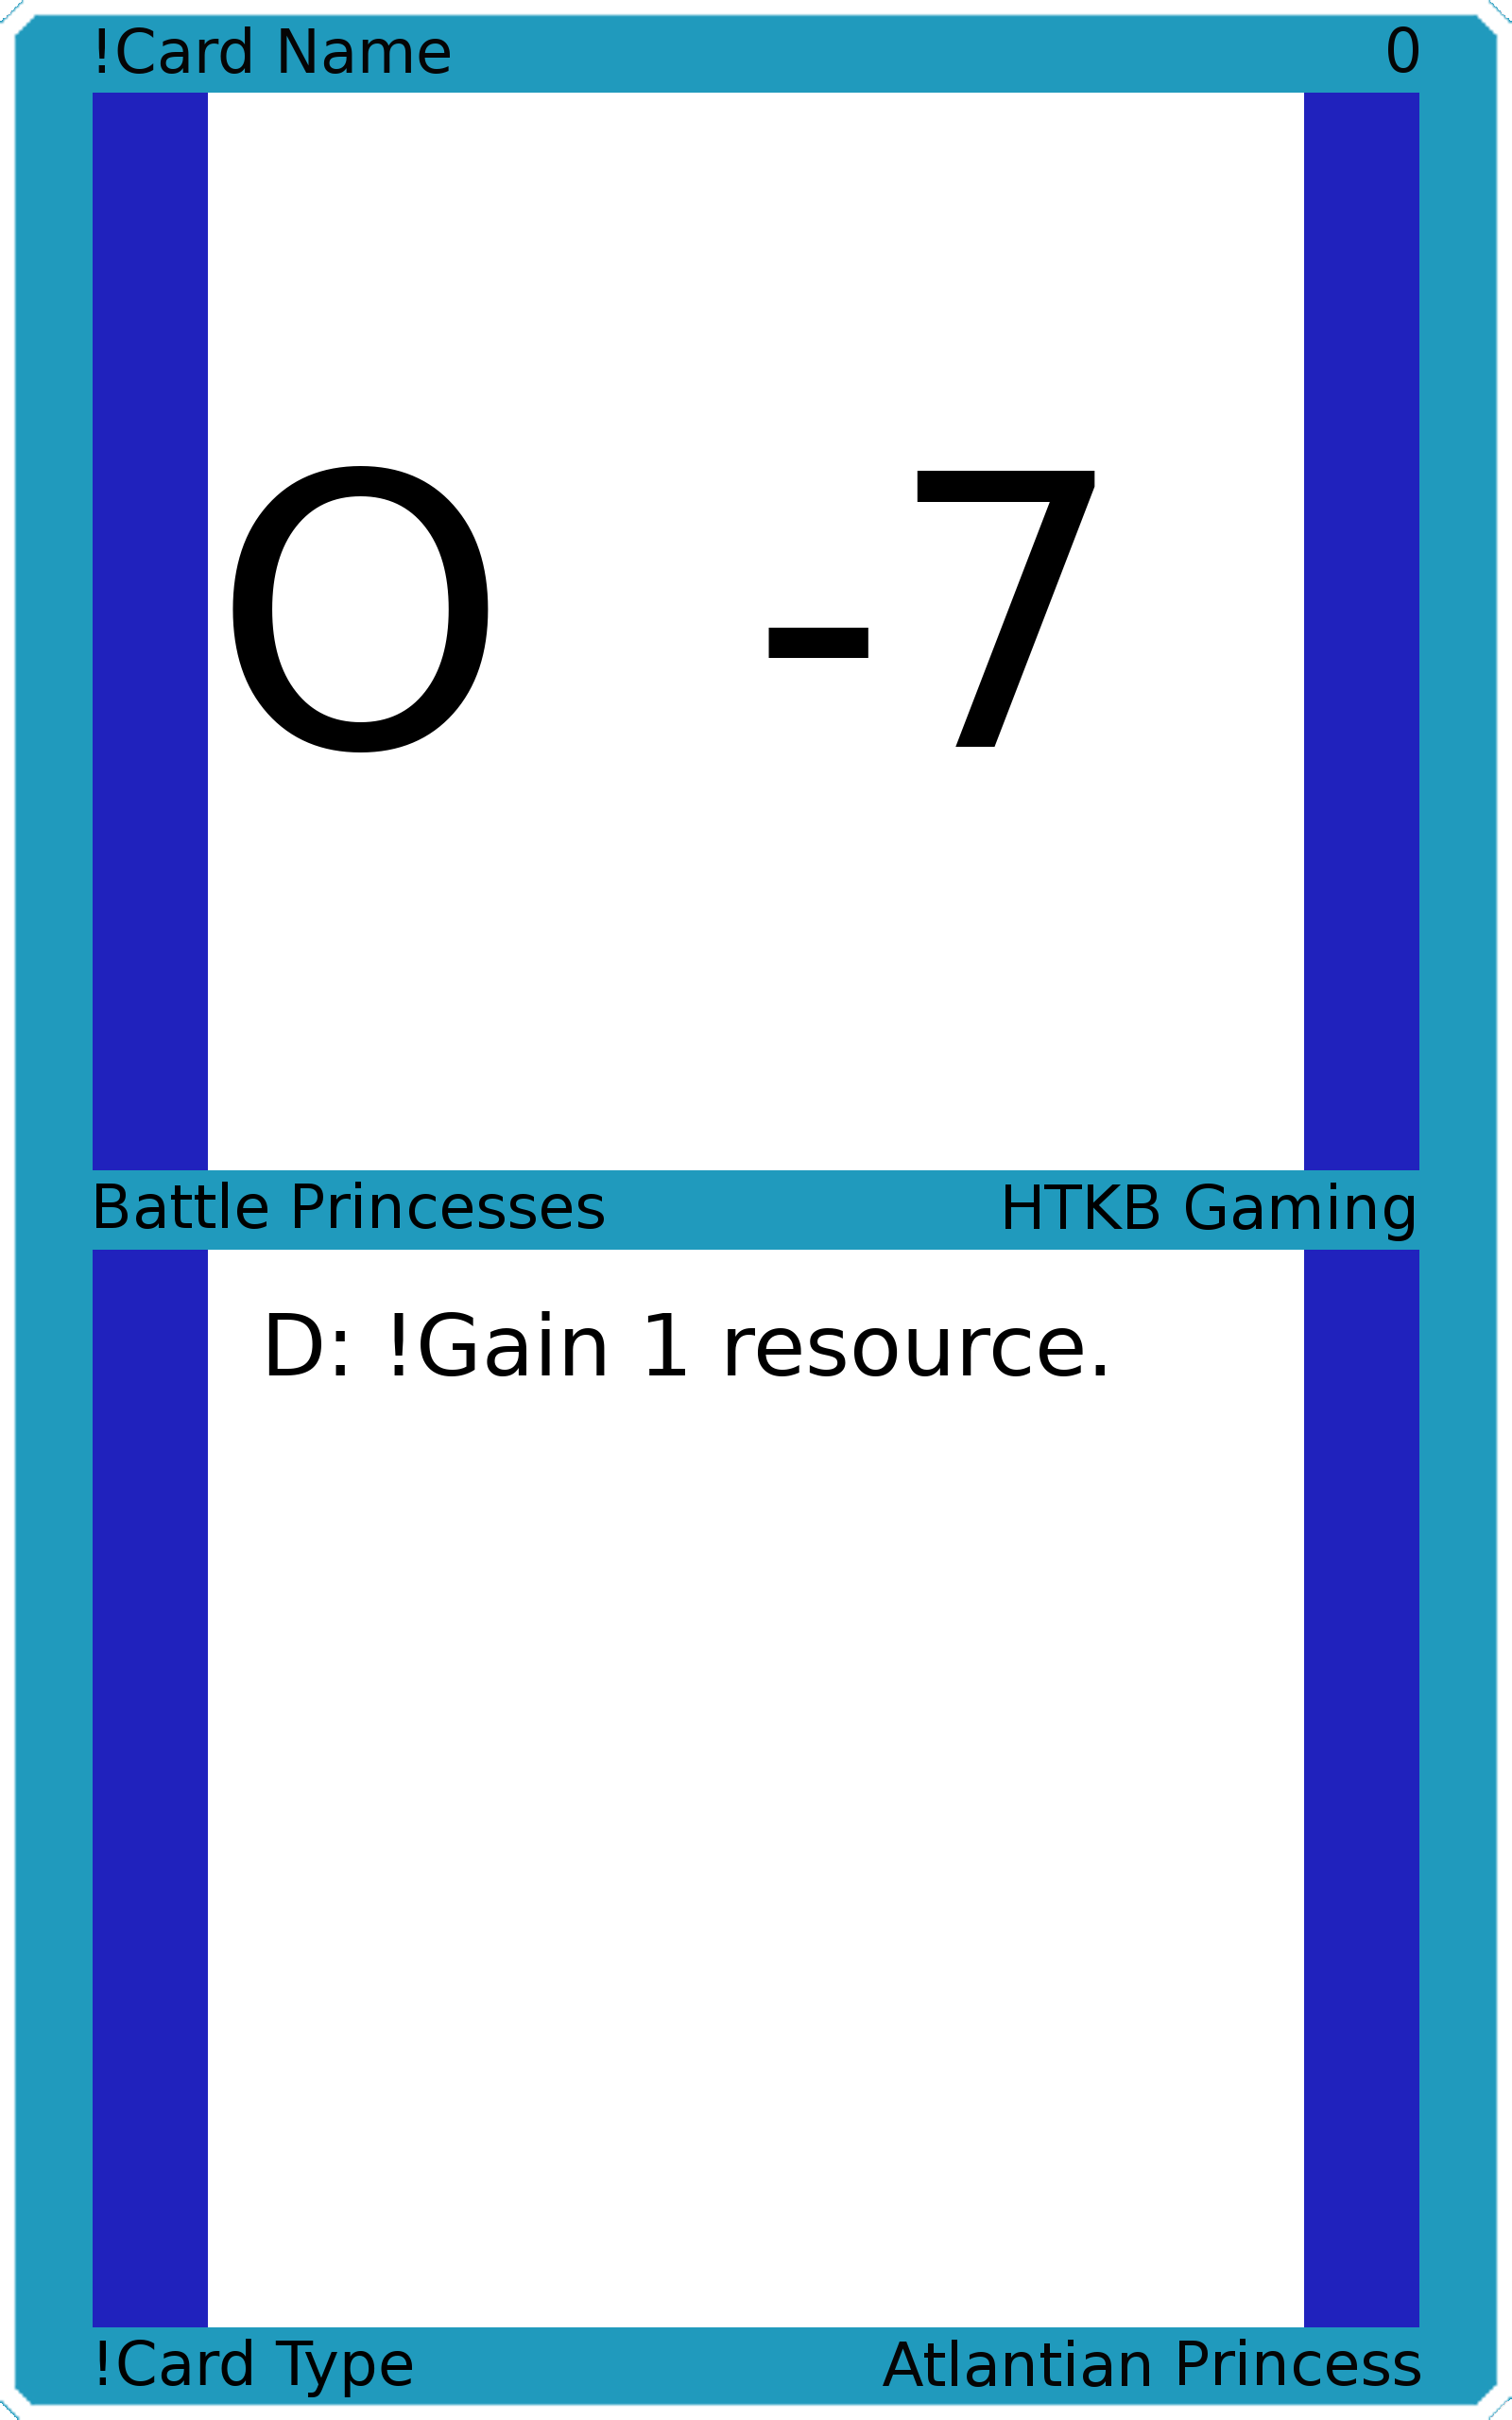 !Card Name 0
O -7
Battle Princesses HTKB Gaming
D: !Gain 1 resource.
!Card Type Atlantian Princess